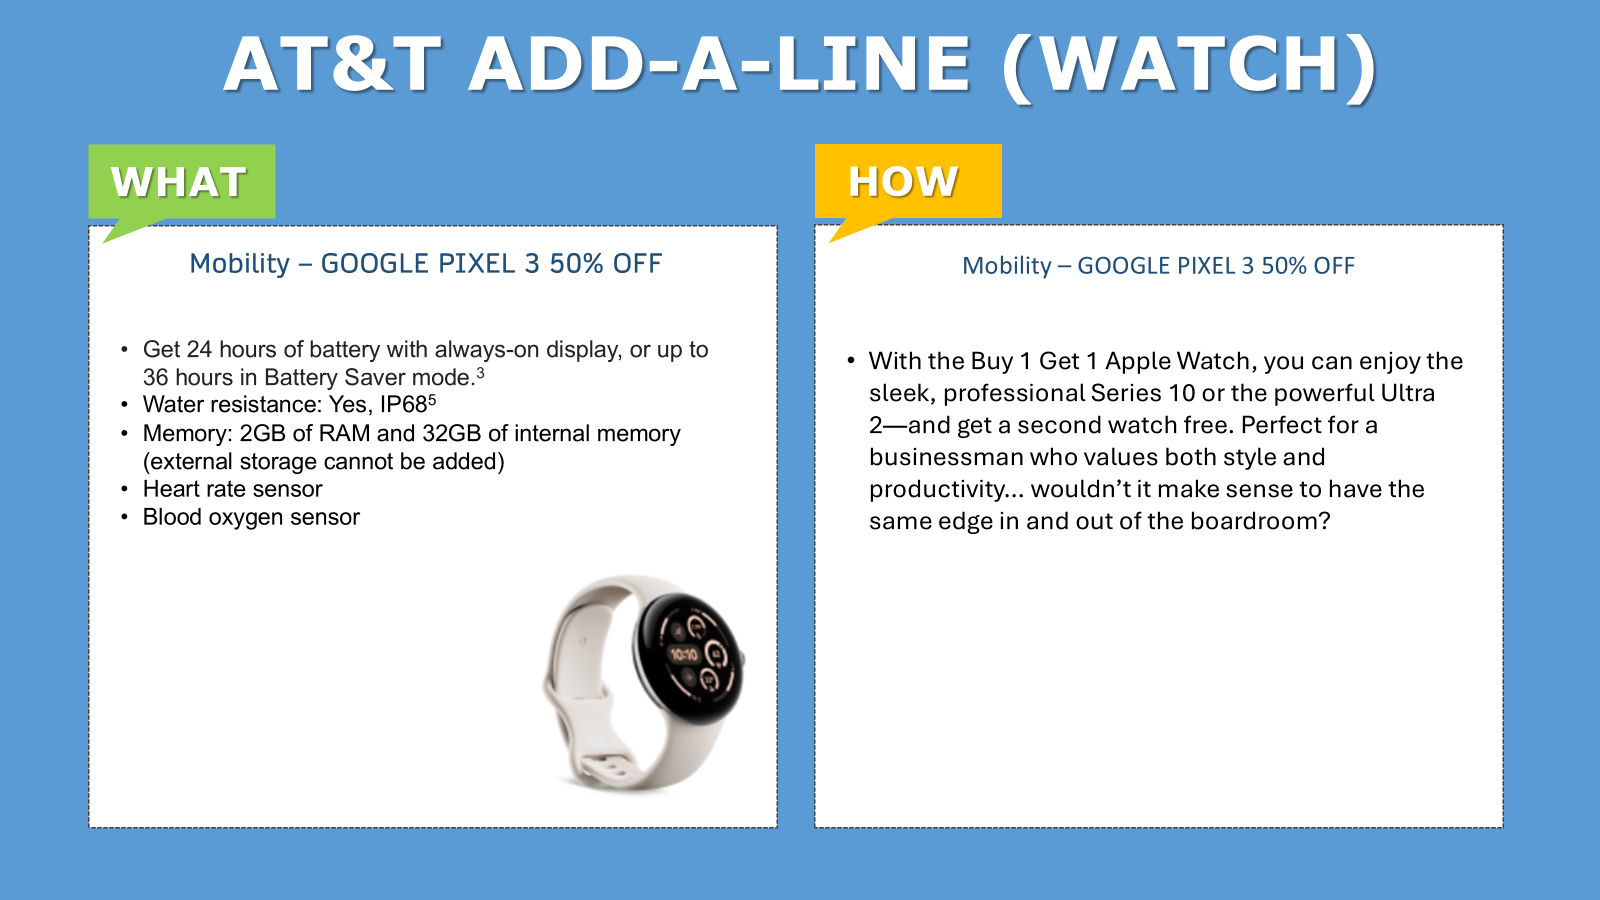 AT&T ADD-A-LINE (WATCH)
WHAT
Mobility – GOOGLE PIXEL 3 50% OFF
• Get 24 hours of battery with always-on display, or up to
36 hours in Battery Saver mode.³
• Water resistance: Yes, IP68⁵
• Memory: 2GB of RAM and 32GB of internal memory
(external storage cannot be added)
• Heart rate sensor
• Blood oxygen sensor
10:10
HOW
Mobility – GOOGLE PIXEL 3 50% OFF
• With the Buy 1 Get 1 Apple Watch, you can enjoy the
sleek, professional Series 10 or the powerful Ultra
2—and get a second watch free. Perfect for a
businessman who values both style and
productivity... wouldn’t it make sense to have the
same edge in and out of the boardroom?